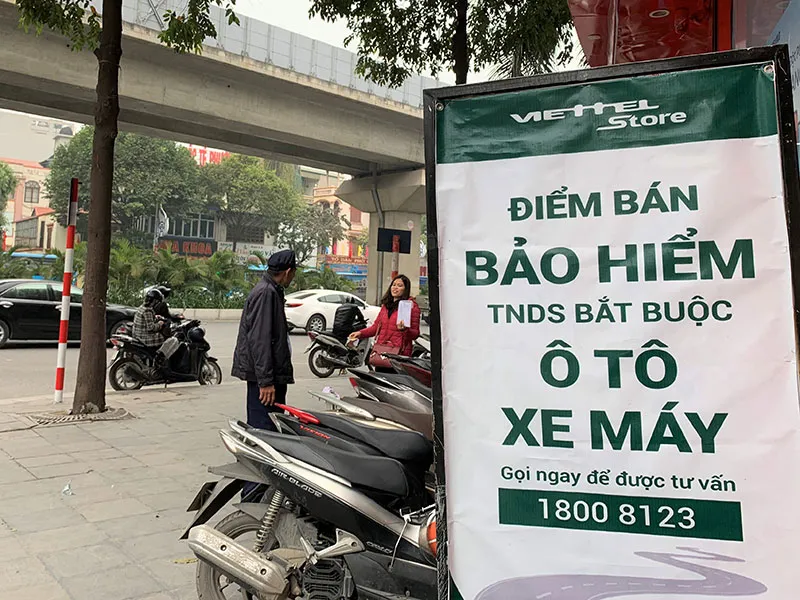 VIETTEL
Store
ĐIỂM BÁN
BẢO HIỂM
TNDS BẮT BUỘC
Ô TÔ
XE MÁY
Gọi ngay để được tư vấn
1800 8123
AIRBLADE